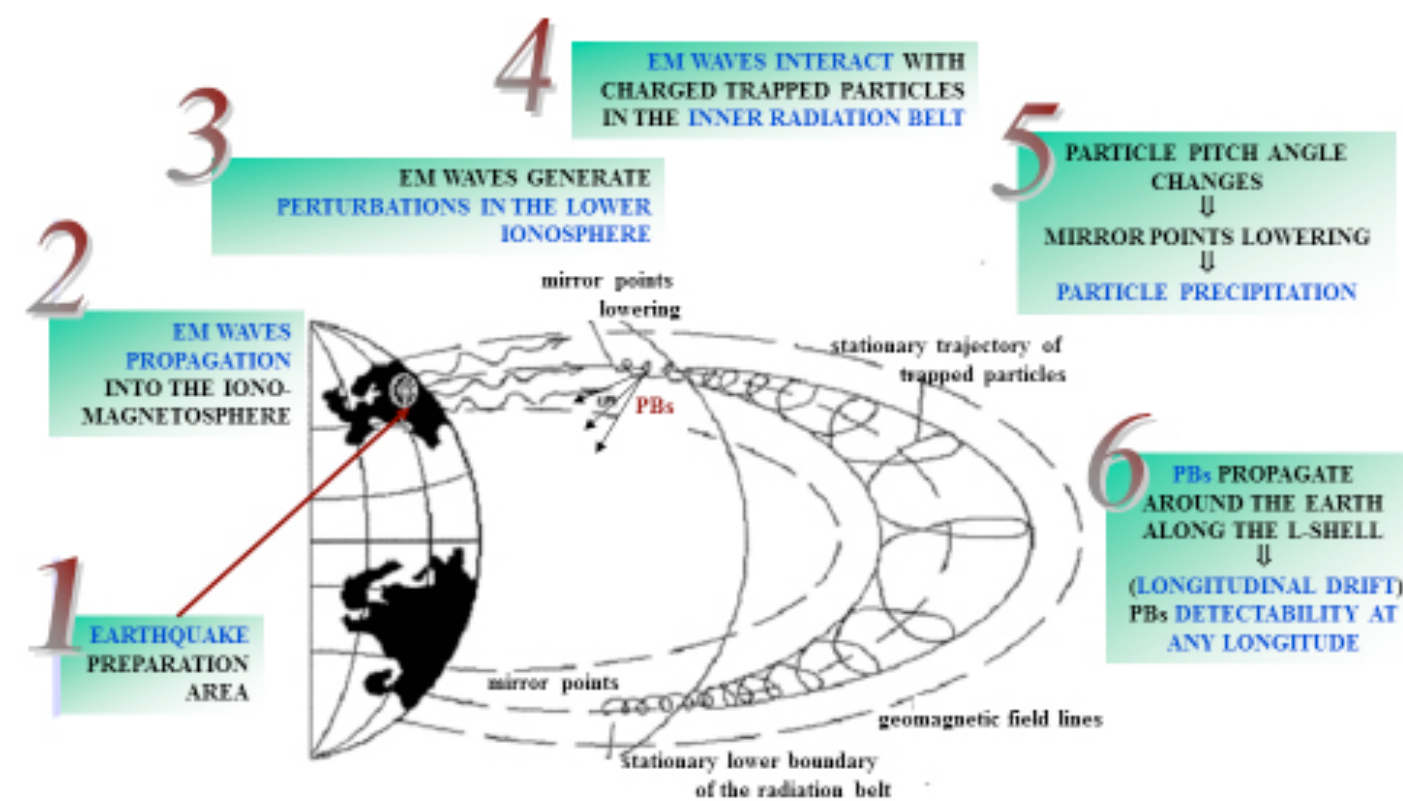 1
EARTHQUAKE
PREPARATION
AREA
2
EM WAVES
PROPAGATION
INTO THE IONO-
MAGNETOSPHERE
3
EM WAVES GENERATE
PERTURBATIONS IN THE LOWER
IONOSPHERE
4
EM WAVES INTERACT WITH
CHARGED TRAPPED PARTICLES
IN THE INNER RADIATION BELT
5
PARTICLE PITCH ANGLE
CHANGES
⇓
MIRROR POINTS LOWERING
⇓
PARTICLE PRECIPITATION
6
PBs PROPAGATE
AROUND THE EARTH
ALONG THE L-SHELL
⇓
(LONGITUDINAL DRIFT)
PBs DETECTABILITY AT
ANY LONGITUDE
mirror points
lowering
stationary trajectory of
trapped particles
PBs
mirror points
geomagnetic field lines
stationary lower boundary
of the radiation belt